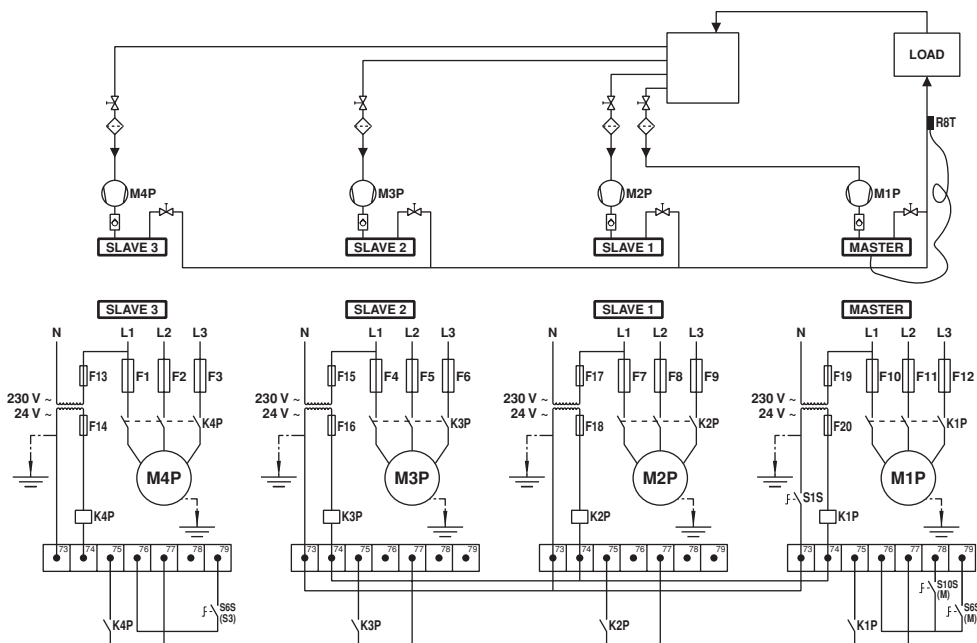 LOAD
R8T
M4P
M3P
M2P
M1P
SLAVE 3
SLAVE 2
SLAVE 1
MASTER
SLAVE 3
SLAVE 2
SLAVE 1
MASTER
N L1 L2 L3
N L1 L2 L3
N L1 L2 L3
N L1 L2 L3
F13 F1 F2 F3
F15 F4 F5 F6
F17 F7 F8 F9
F19 F10 F11 F12
230 V ~
24 V ~
F14
K4P
230 V ~
24 V ~
F16
K3P
230 V ~
24 V ~
F18
K2P
230 V ~
24 V ~
F20
K1P
M4P
M3P
M2P
M1P
S1S
K4P
K3P
K2P
K1P
73 74 75 76 77 78 79
73 74 75 76 77 78 79
73 74 75 76 77 78 79
73 74 75 76 77 78 79
K4P
S6S
(S3)
K3P
K2P
K1P
S10S
(M)
S6S
(M)